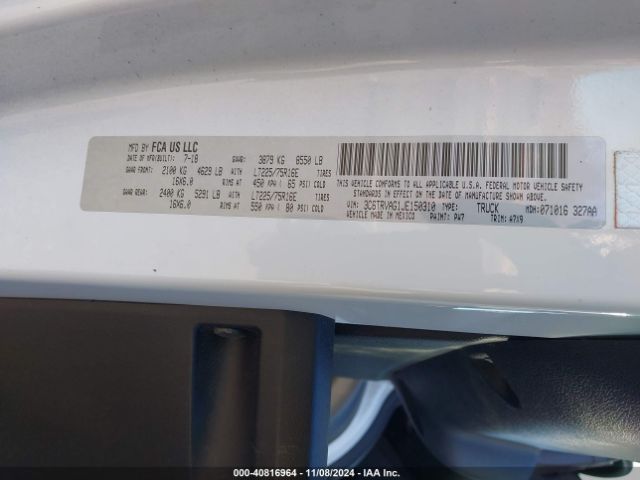 MFD BY FCA US LLC
DATE OF MFR(BUILT): 7-18 GVWR: 3879 KG 8550 LB
GAWR FRONT: 2100 KG 4629 LB WITH LT225/75R16E TIRES
16X6.0 RIMS AT 450 KPA( 65 PSI) COLD
GAWR REAR: 2400 KG 5291 LB WITH LT225/75R16E TIRES
16X6.0 RIMS AT 550 KPA( 80 PSI) COLD
THIS VEHICLE CONFORMS TO ALL APPLICABLE U.S.A. FEDERAL MOTOR VEHICLE SAFETY
STANDARDS IN EFFECT ON THE DATE OF MANUFACTURE SHOWN ABOVE.
VIN: 3C6TRVAG1JE150310 TYPE: TRUCK MDH: 071016 327AA
MADE IN MEXICO PAINT: PW7 TRIM: A7X9
000-40816964 | 11/08/2024 - IAA Inc.